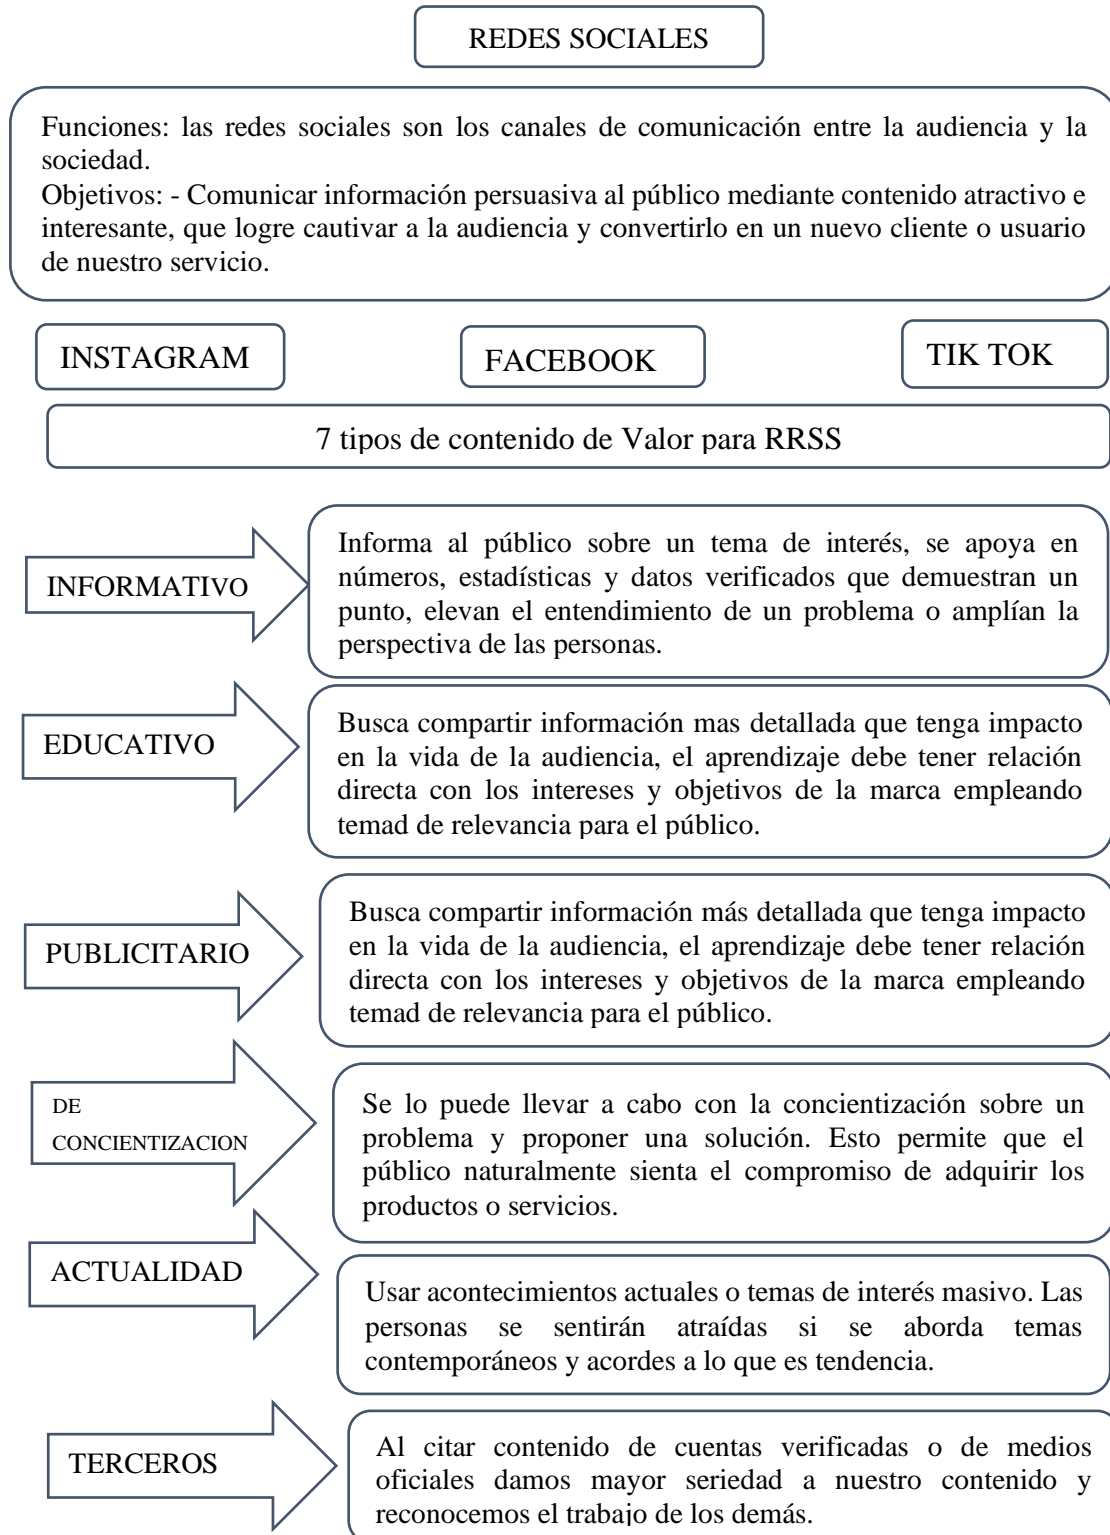 REDES SOCIALES
Funciones: las redes sociales son los canales de comunicación entre la audiencia y la
sociedad.
Objetivos: - Comunicar información persuasiva al público mediante contenido atractivo e
interesante, que logre cautivar a la audiencia y convertirlo en un nuevo cliente o usuario
de nuestro servicio.
INSTAGRAM
FACEBOOK
TIK TOK
7 tipos de contenido de Valor para RRSS
INFORMATIVO
Informa al público sobre un tema de interés, se apoya en
números, estadísticas y datos verificados que demuestran un
punto, elevan el entendimiento de un problema o amplían la
perspectiva de las personas.
EDUCATIVO
Busca compartir información mas detallada que tenga impacto
en la vida de la audiencia, el aprendizaje debe tener relación
directa con los intereses y objetivos de la marca empleando
temad de relevancia para el público.
PUBLICITARIO
Busca compartir información más detallada que tenga impacto
en la vida de la audiencia, el aprendizaje debe tener relación
directa con los intereses y objetivos de la marca empleando
temad de relevancia para el público.
DE
CONCIENTIZACION
Se lo puede llevar a cabo con la concientización sobre un
problema y proponer una solución. Esto permite que el
público naturalmente sienta el compromiso de adquirir los
productos o servicios.
ACTUALIDAD
Usar acontecimientos actuales o temas de interés masivo. Las
personas se sentirán atraídas si se aborda temas
contemporáneos y acordes a lo que es tendencia.
TERCEROS
Al citar contenido de cuentas verificadas o de medios
oficiales damos mayor seriedad a nuestro contenido y
reconocemos el trabajo de los demás.